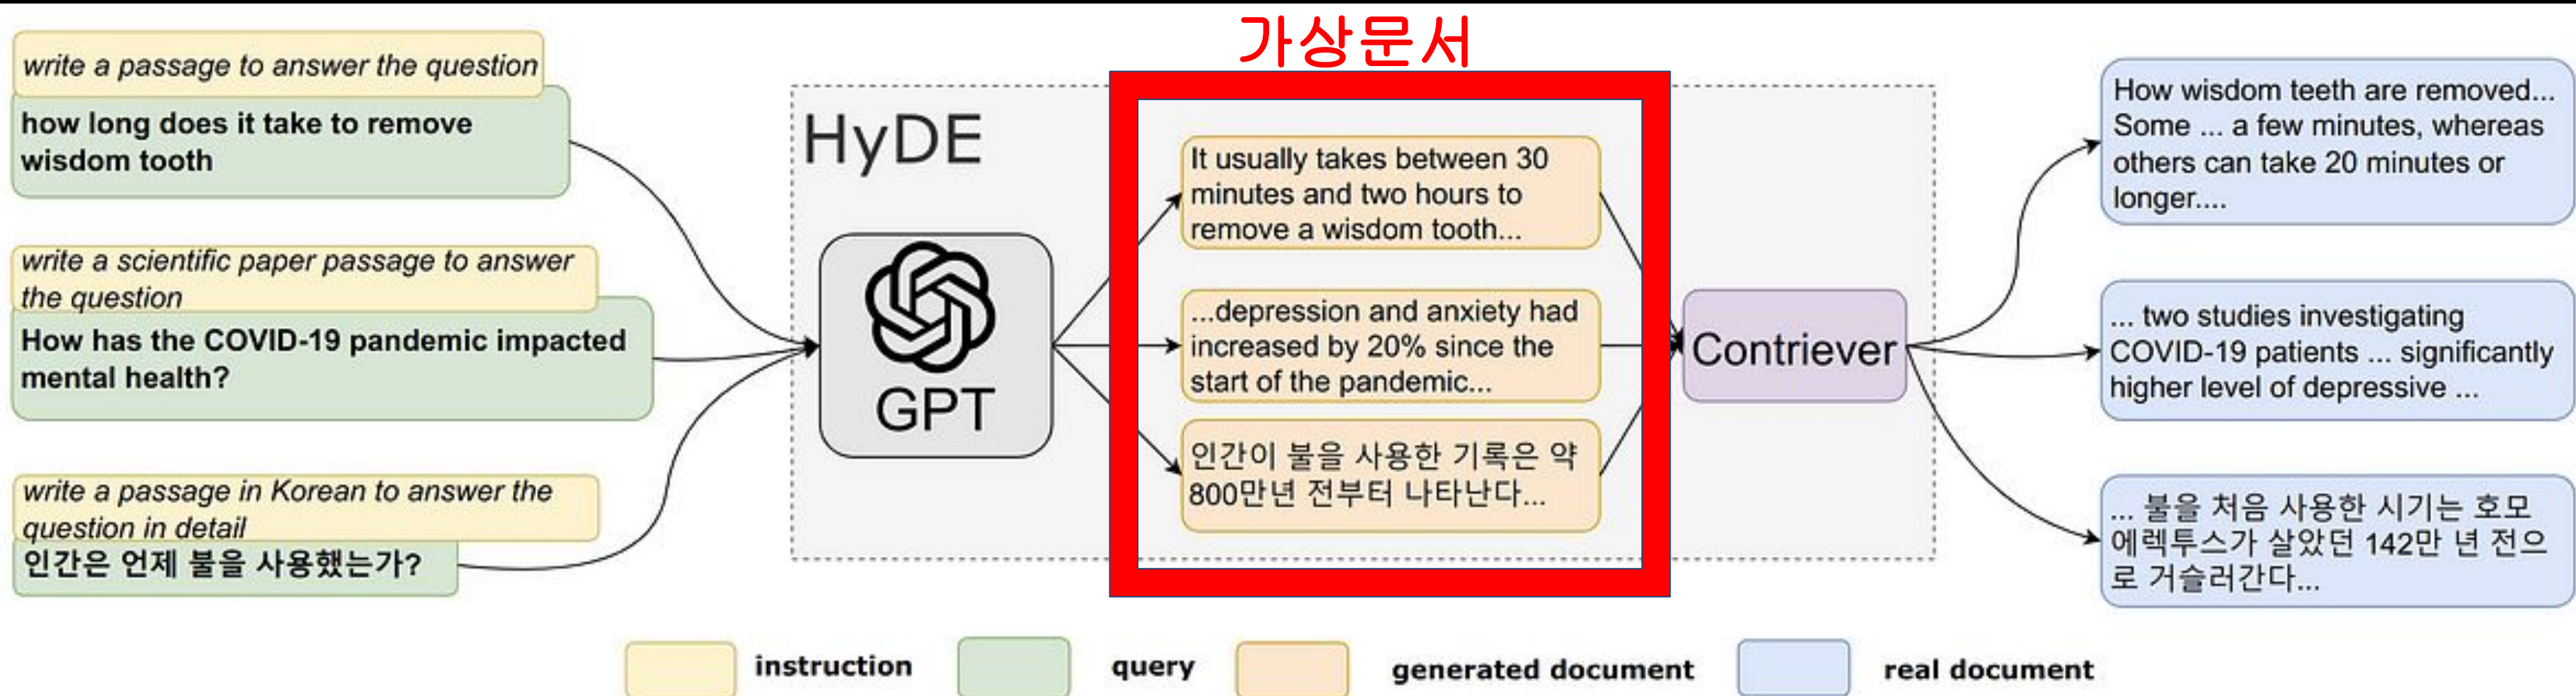 가상문서
write a passage to answer the question
how long does it take to remove
wisdom tooth
write a scientific paper passage to answer
the question
How has the COVID-19 pandemic impacted
mental health?
write a passage in Korean to answer the
question in detail
인간은 언제 불을 사용했는가?
HyDE
GPT
It usually takes between 30
minutes and two hours to
remove a wisdom tooth...
...depression and anxiety had
increased by 20% since the
start of the pandemic...
인간이 불을 사용한 기록은 약
800만년 전부터 나타난다...
Contriever
How wisdom teeth are removed...
Some ... a few minutes, whereas
others can take 20 minutes or
longer....
... two studies investigating
COVID-19 patients ... significantly
higher level of depressive ...
... 불을 처음 사용한 시기는 호모
에렉투스가 살았던 142만 년 전으
로 거슬러간다...
instruction
query
generated document
real document